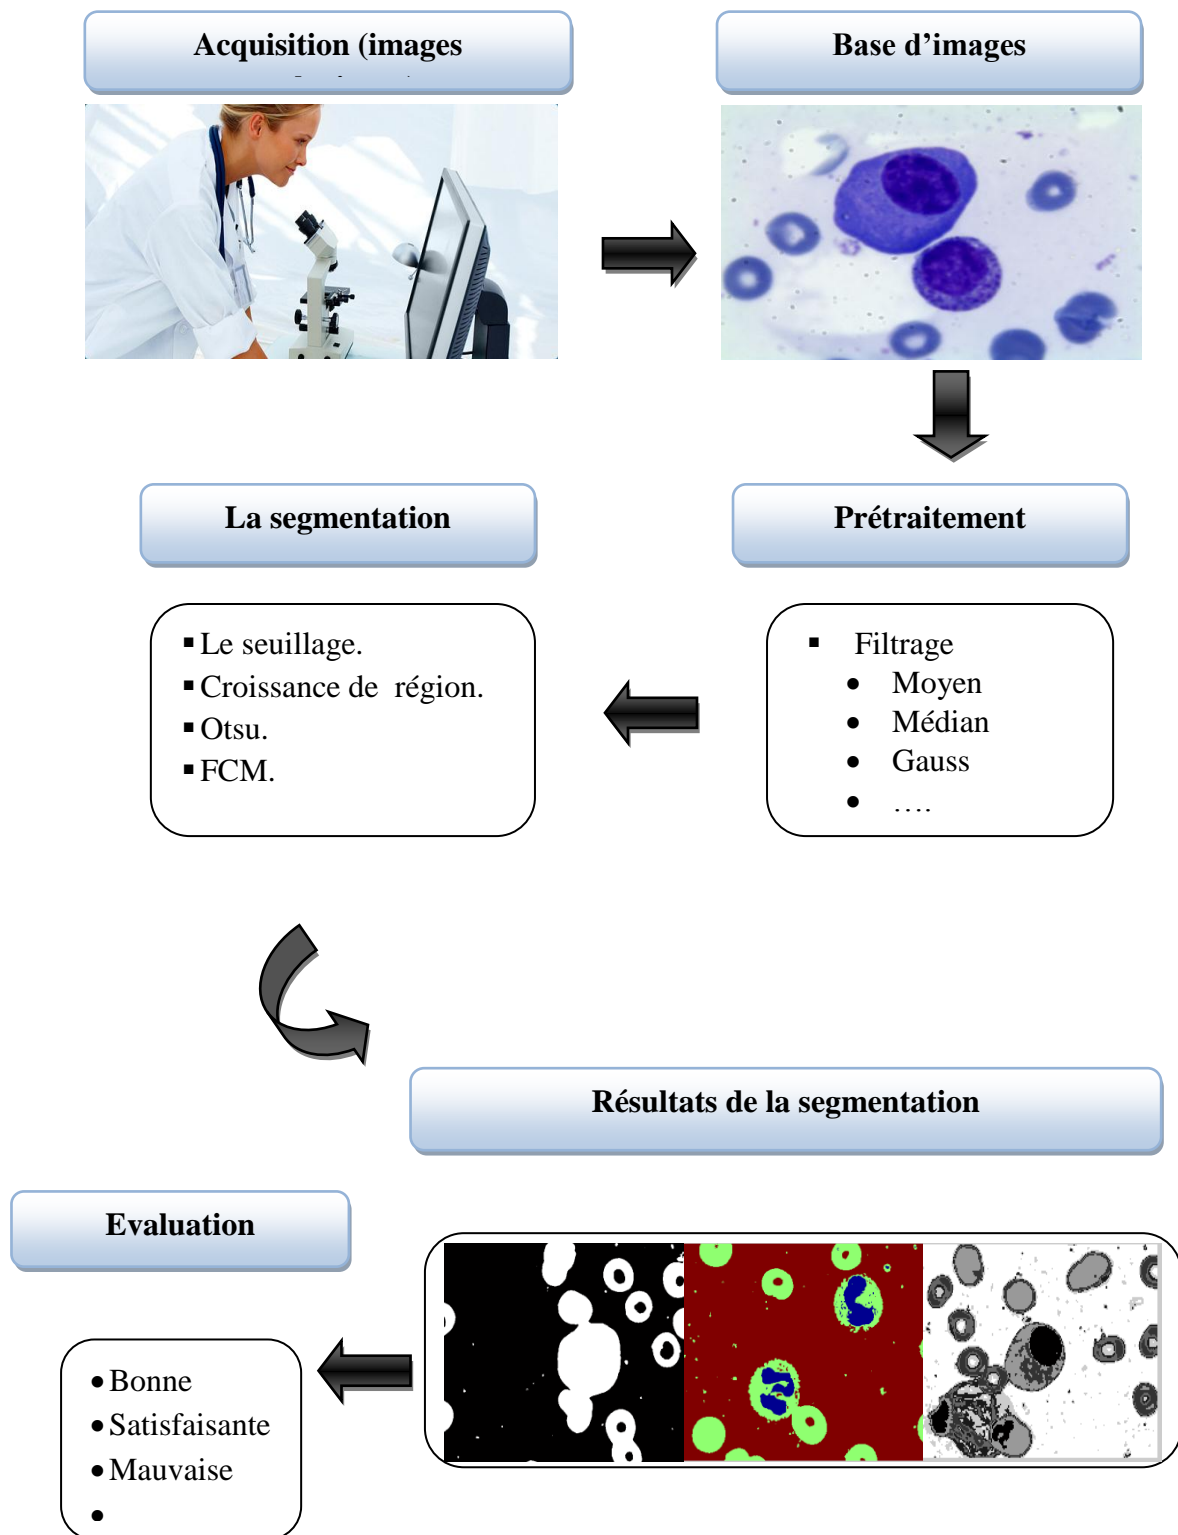 Acquisition (images
Base d'images
La segmentation
Prétraitement
▪ Le seuillage.
▪ Croissance de région.
▪ Otsu.
▪ FCM.
▪ Filtrage
• Moyen
• Médian
• Gauss
• ….
Résultats de la segmentation
Evaluation
• Bonne
• Satisfaisante
• Mauvaise
•